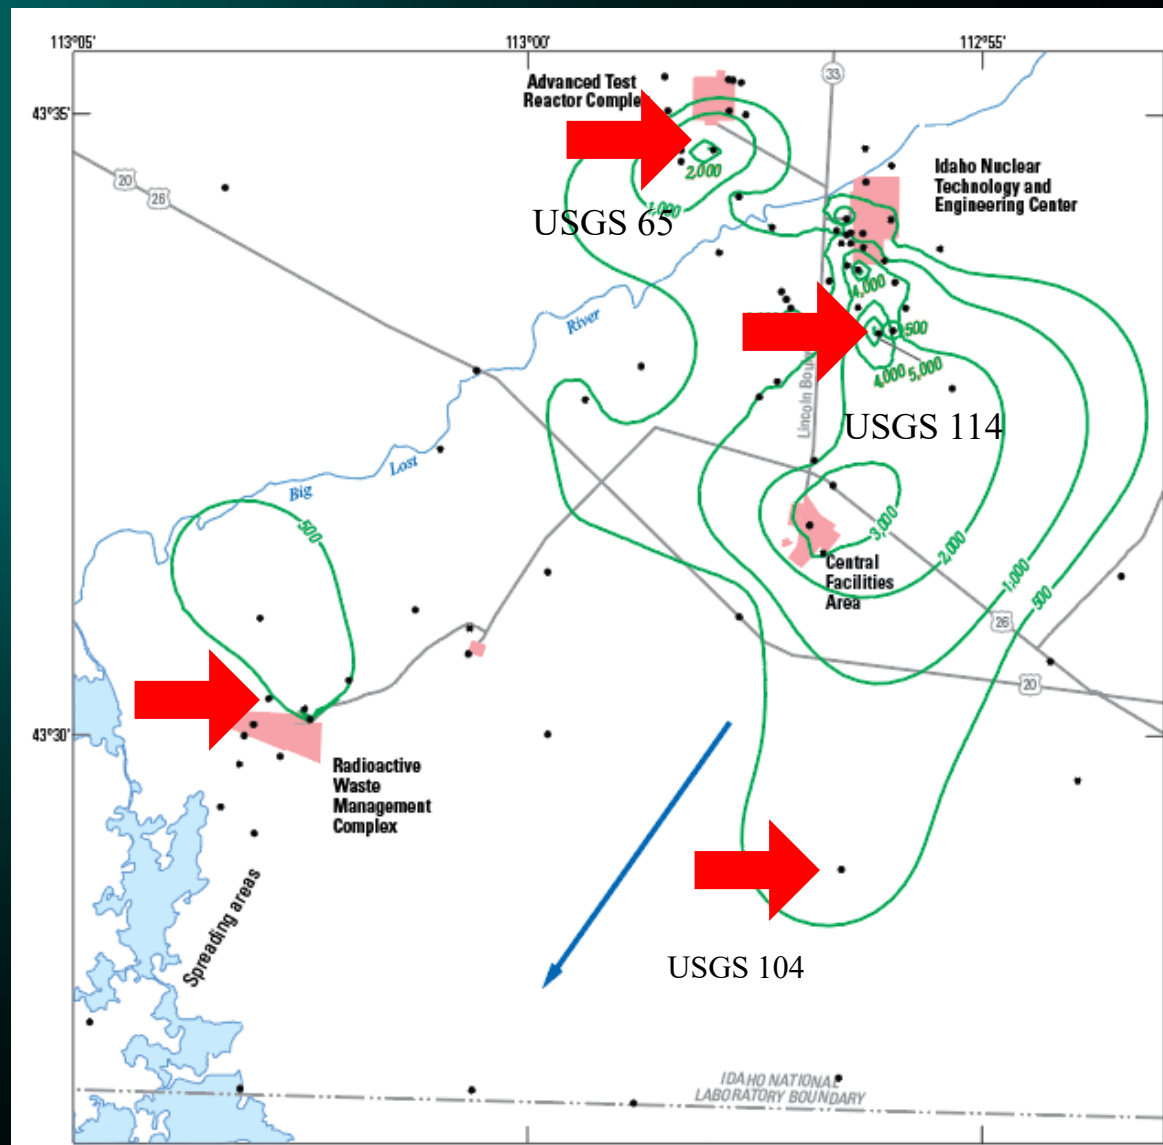 113°05'
113°00'
112°55'
43°35'
43°30'
33
Advanced Test
Reactor Comple
2,000
1,000
USGS 65
20
26
Idaho Nuclear
Technology and
Engineering Center
4,000
500
4,000
5,000
River
Lincoln Bou
USGS 114
Lost
Big
500
3,000
2,000
1,000
500
Central
Facilities
Area
26
20
Radioactive
Waste
Management
Complex
Spreading areas
USGS 104
IDAHO NATIONAL
LABORATORY BOUNDARY